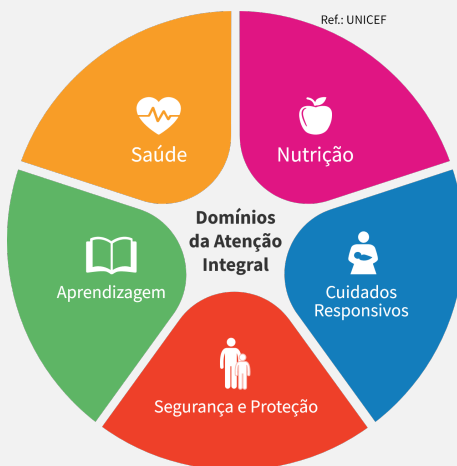 Ref.: UNICEF
Saúde
Nutrição
Domínios
da Atenção
Integral
Aprendizagem
Cuidados
Responsivos
Segurança e Proteção